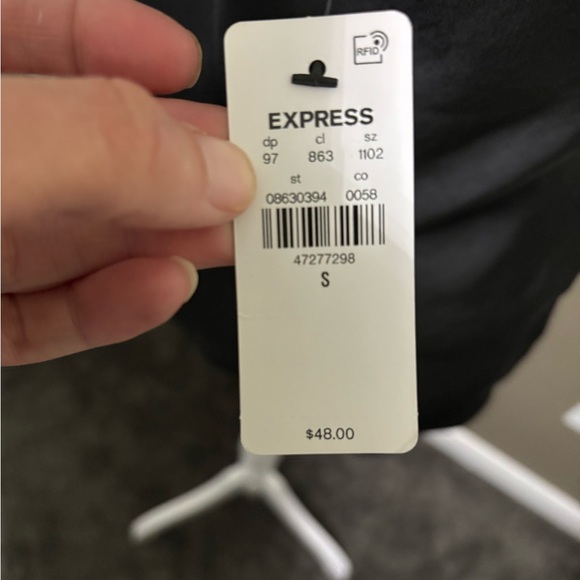 RFID
EXPRESS
dp cl sz
97 863 1102
st co
08630394 0058
47277298
S
$48.00